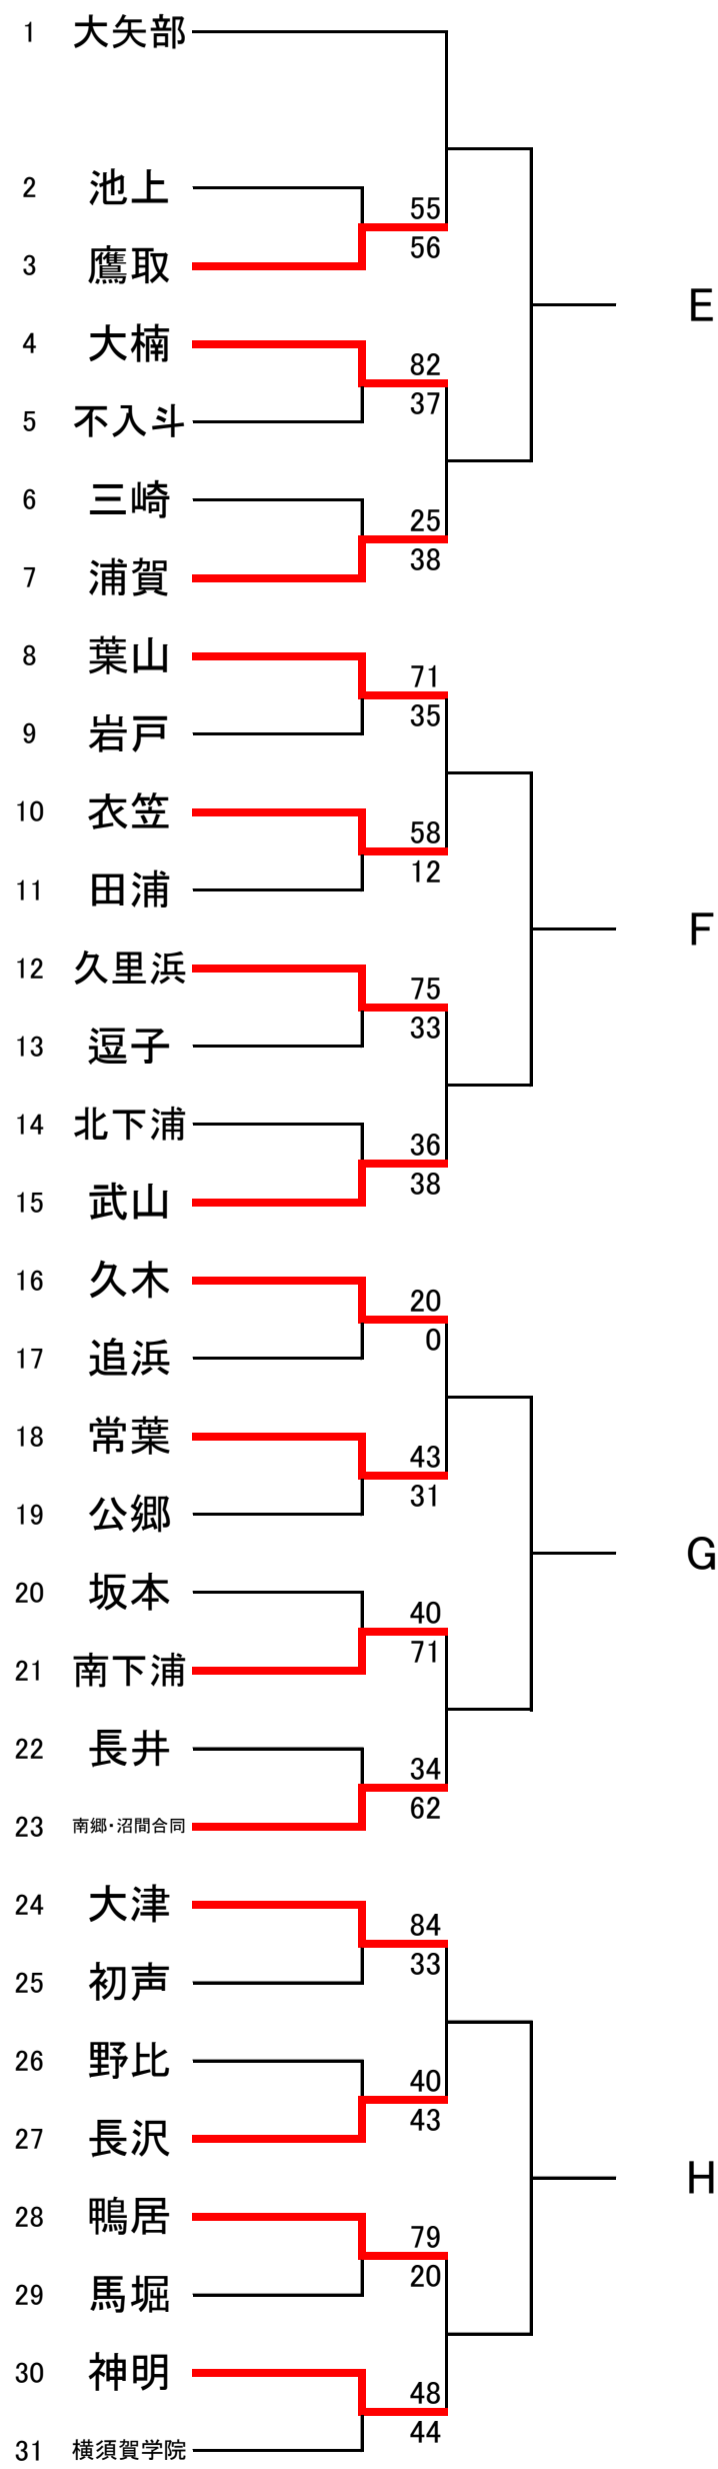 1 大矢部
2 池上
55
56
3 鷹取
E
4 大楠
82
37
5 不入斗
6 三崎
25
38
7 浦賀
8 葉山
71
35
9 岩戸
10 衣笠
58
12
11 田浦
F
12 久里浜
75
33
13 逗子
14 北下浦
36
38
15 武山
16 久木
20
0
17 追浜
18 常葉
43
31
19 公郷
G
20 坂本
40
71
21 南下浦
22 長井
34
62
23 南郷・沼間合同
24 大津
84
33
25 初声
26 野比
40
43
27 長沢
H
28 鴨居
79
20
29 馬堀
30 神明
48
44
31 横須賀学院